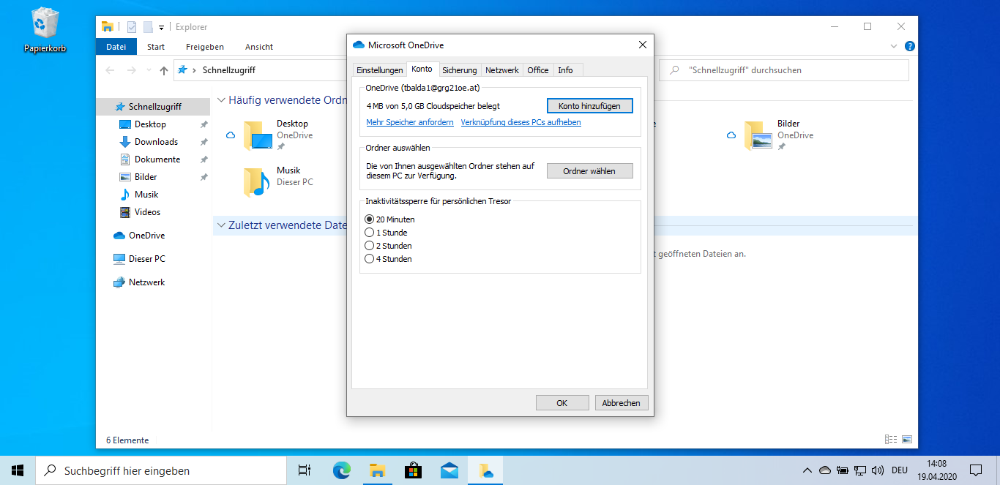 Papierkorb
Explorer
Datei Start Freigeben Ansicht
Schnellzugriff
"Schnellzugriff" durchsuchen
Schnellzugriff
Desktop
Downloads
Dokumente
Bilder
Musik
Videos
OneDrive
Dieser PC
Netzwerk
Häufig verwendete Ordn
Desktop
OneDrive
Bilder
OneDrive
Musik
Dieser PC
Zuletzt verwendete Date
t geöffneten Dateien an.
6 Elemente
Microsoft OneDrive
Einstellungen Konto Sicherung Netzwerk Office Info
OneDrive (tbalda1@grg21oe.at)
4 MB von 5,0 GB Cloudspeicher belegt
Konto hinzufügen
Mehr Speicher anfordern Verknüpfung dieses PCs aufheben
Ordner auswählen
Die von Ihnen ausgewählten Ordner stehen auf
diesem PC zur Verfügung.
Ordner wählen
Inaktivitätssperre für persönlichen Tresor
20 Minuten
1 Stunde
2 Stunden
4 Stunden
OK Abbrechen
Suchbegriff hier eingeben
DEU
14:08
19.04.2020